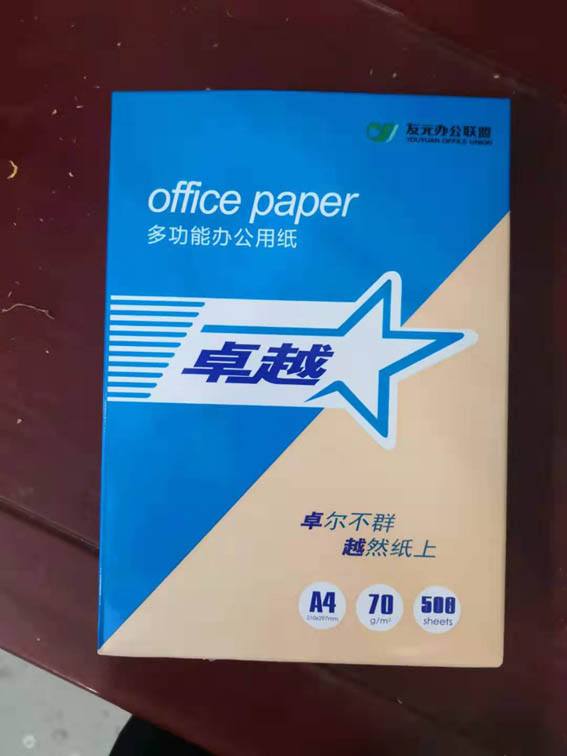 友元办公联盟
YOUYUAN OFFICE UNION
office paper
多功能办公用纸
卓越
卓尔不群
越然纸上
A4
210x297mm
70
g/m²
500
sheets